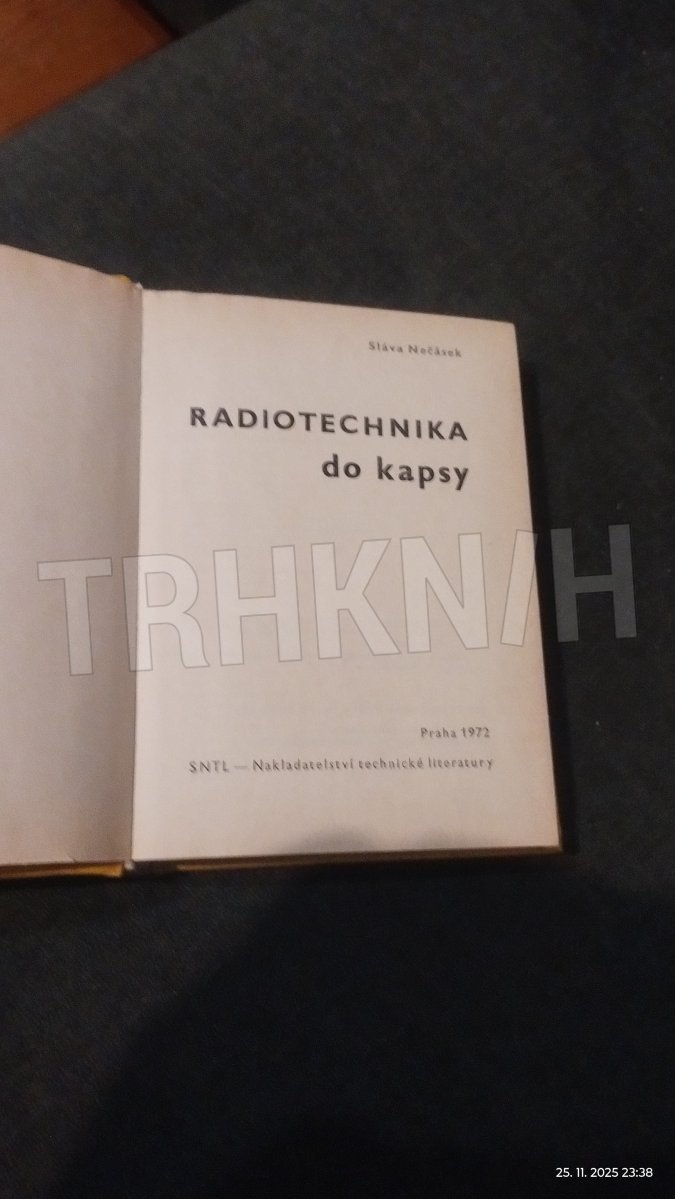 Sláva Nečásek
RADIOTECHNIKA
do kapsy
TRHKNIH
Praha 1972
SNTL — Nakladatelství technické literatury
25. 11. 2025 23:38